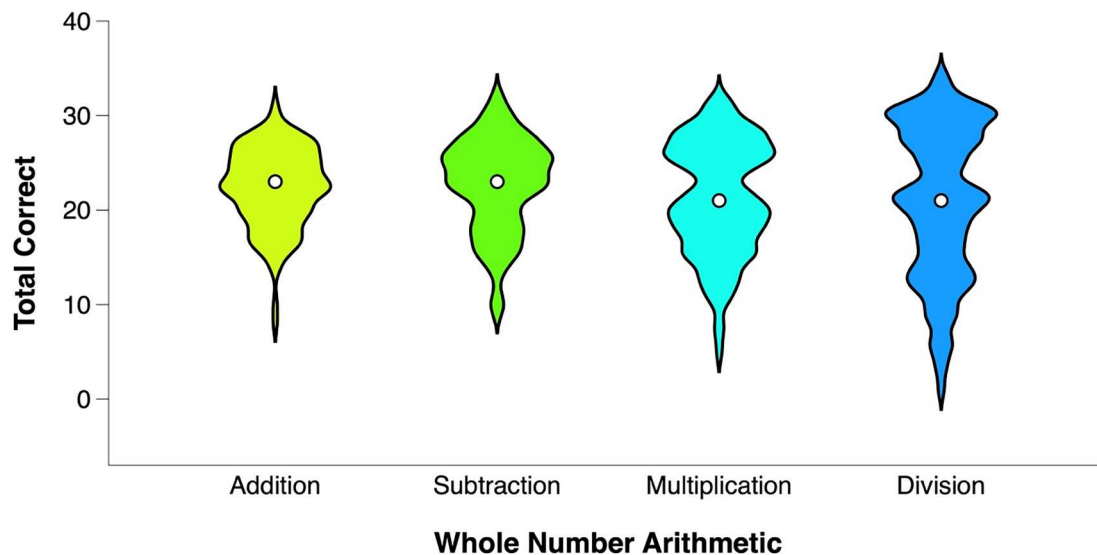 Total Correct
40
30
20
10
0
Addition Subtraction Multiplication Division
Whole Number Arithmetic